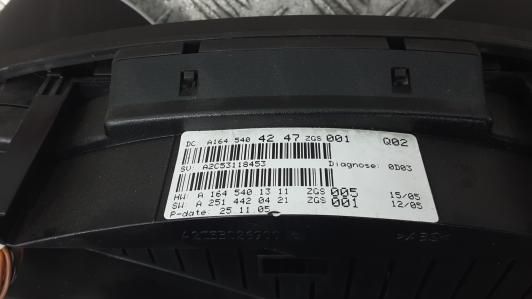 DC: A164 540 42 47 ZGS 001 Q02
SV: A2C53118453 Diagnose: 0D03
HW: A 164 540 13 11 ZGS 005 15/05
SW: A 251 442 04 21 ZGS 001 12/05
P-date: 25 11 05
>ABS<